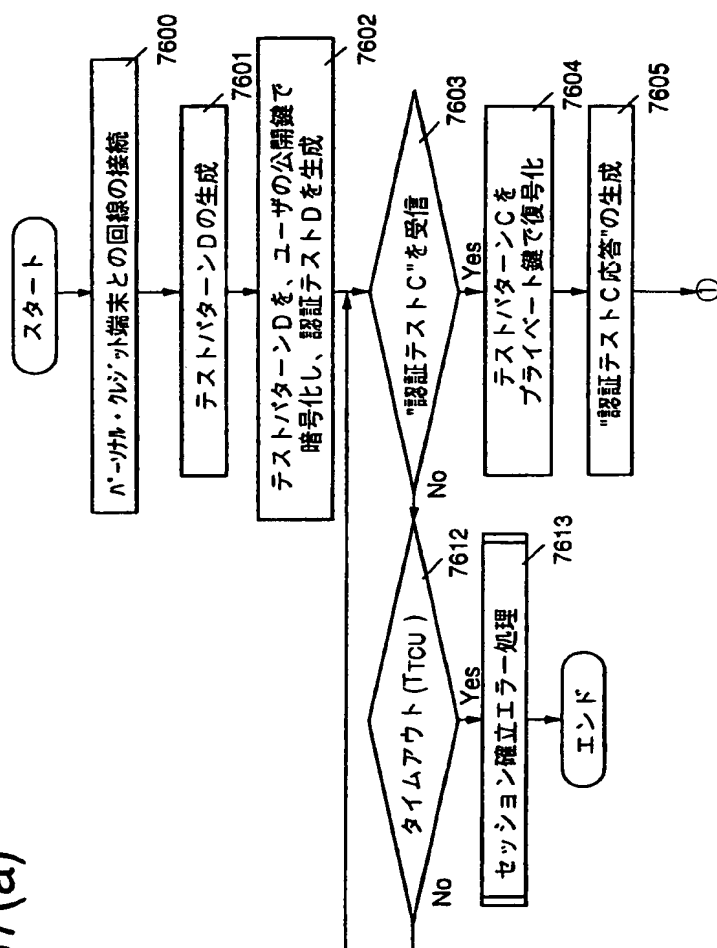 スタート
パーソナル・クレジット端末との回線の接続
7600
テストパターンDの生成
7601
テストパターンDを、ユーザの公開鍵で
暗号化し、認証テストDを生成
7602
"認証テストC"を受信
7603
Yes
No
テストパターンCを
プライベート鍵で復号化
7604
"認証テストC応答"の生成
7605
①
タイムアウト(TTCU)
7612
Yes
No
セッション確立エラー処理
7613
エンド
(a)